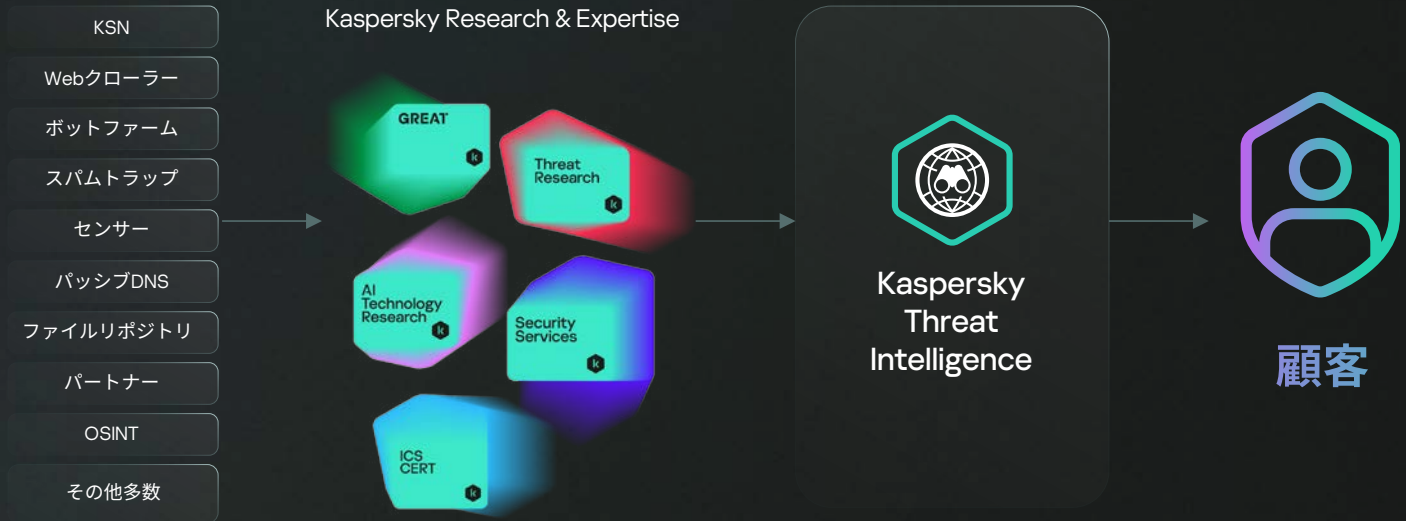 KSN
Webクローラー
ボットファーム
スパムトラップ
センサー
パッシブDNS
ファイルリポジトリ
パートナー
OSINT
その他多数
Kaspersky Research & Expertise
GREAT
Threat
Research
AI
Technology
Research
Security
Services
ICS
CERT
Kaspersky
Threat
Intelligence
顧客